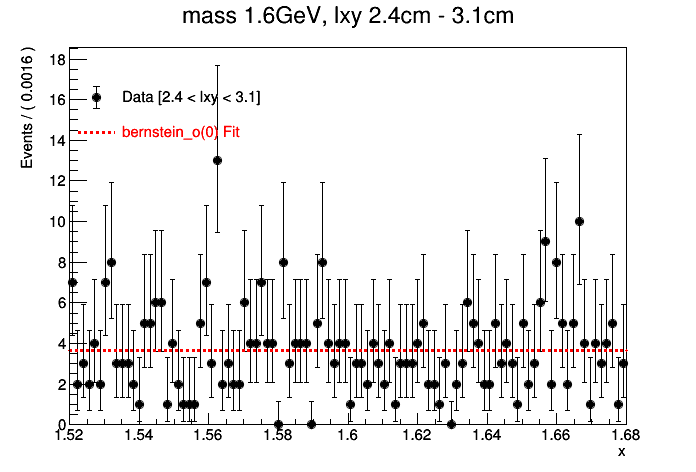 mass 1.6GeV, lxy 2.4cm - 3.1cm
Events / ( 0.0016 )
18
16
14
12
10
8
6
4
2
0
Data [2.4 < lxy < 3.1]
bernstein_o(0) Fit
1.52 1.54 1.56 1.58 1.6 1.62 1.64 1.66 1.68
x